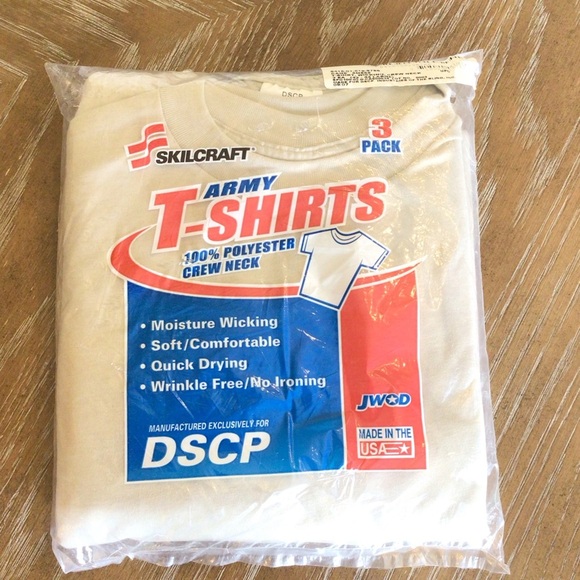 DSCP
SKILCRAFT®
3
PACK
ARMY
T-SHIRTS
100% POLYESTER
CREW NECK
• Moisture Wicking
• Soft/Comfortable
• Quick Drying
• Wrinkle Free/No Ironing
MANUFACTURED EXCLUSIVELY FOR
DSCP
JWOD
MADE IN THE
USA